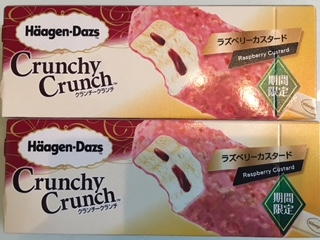 Häagen-Dazs
Crunchy
Crunch™
クランチークランチ
ラズベリーカスタード
Raspberry Custard
期間
限定
Häagen-Dazs
Crunchy
Crunch™
クランチークランチ
ラズベリーカスタード
Raspberry Custard
期間
限定